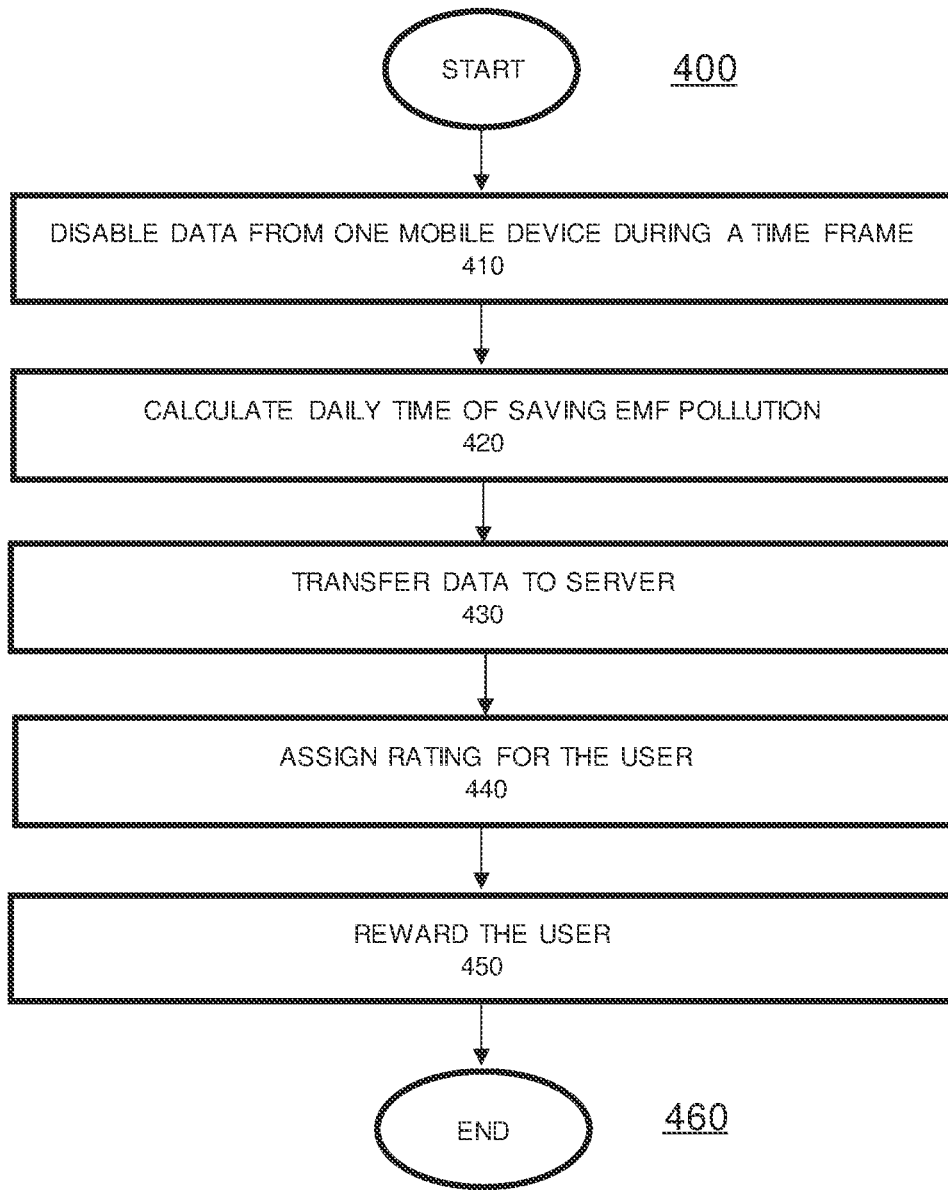 START
400
DISABLE DATA FROM ONE MOBILE DEVICE DURING A TIME FRAME
410
CALCULATE DAILY TIME OF SAVING EMF POLLUTION
420
TRANSFER DATA TO SERVER
430
ASSIGN RATING FOR THE USER
440
REWARD THE USER
450
END
460